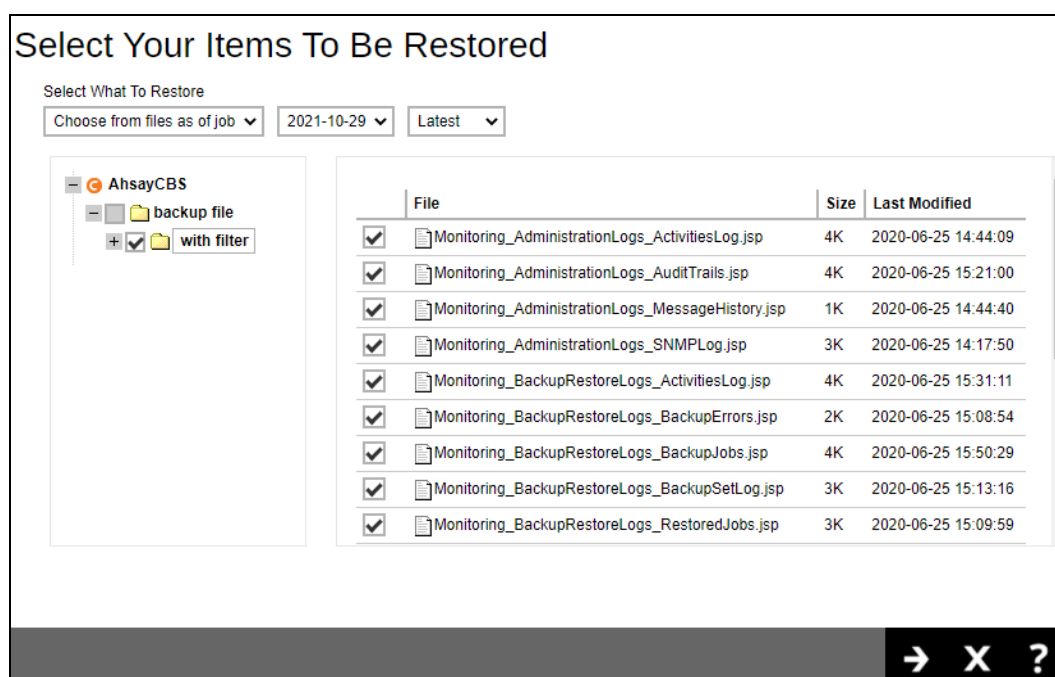 Select Your Items To Be Restored
Select What To Restore
Choose from files as of job 2021-10-29 Latest
AhsayCBS
backup file
with filter
File Size Last Modified
Monitoring_AdministrationLogs_ActivitiesLog.jsp 4K 2020-06-25 14:44:09
Monitoring_AdministrationLogs_AuditTrails.jsp 4K 2020-06-25 15:21:00
Monitoring_AdministrationLogs_MessageHistory.jsp 1K 2020-06-25 14:44:40
Monitoring_AdministrationLogs_SNMPLog.jsp 3K 2020-06-25 14:17:50
Monitoring_BackupRestoreLogs_ActivitiesLog.jsp 4K 2020-06-25 15:31:11
Monitoring_BackupRestoreLogs_BackupErrors.jsp 2K 2020-06-25 15:08:54
Monitoring_BackupRestoreLogs_BackupJobs.jsp 4K 2020-06-25 15:50:29
Monitoring_BackupRestoreLogs_BackupSetLog.jsp 3K 2020-06-25 15:13:16
Monitoring_BackupRestoreLogs_RestoredJobs.jsp 3K 2020-06-25 15:09:59